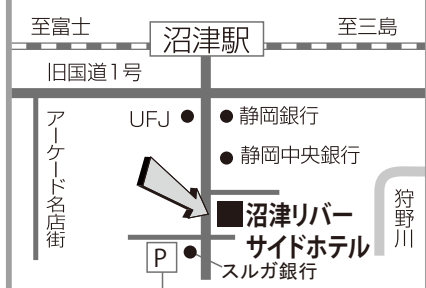 至富士
沼津駅
至三島
旧国道1号
UFJ
静岡銀行
静岡中央銀行
アーケード名店街
沼津リバー
サイドホテル
狩野川
P
スルガ銀行